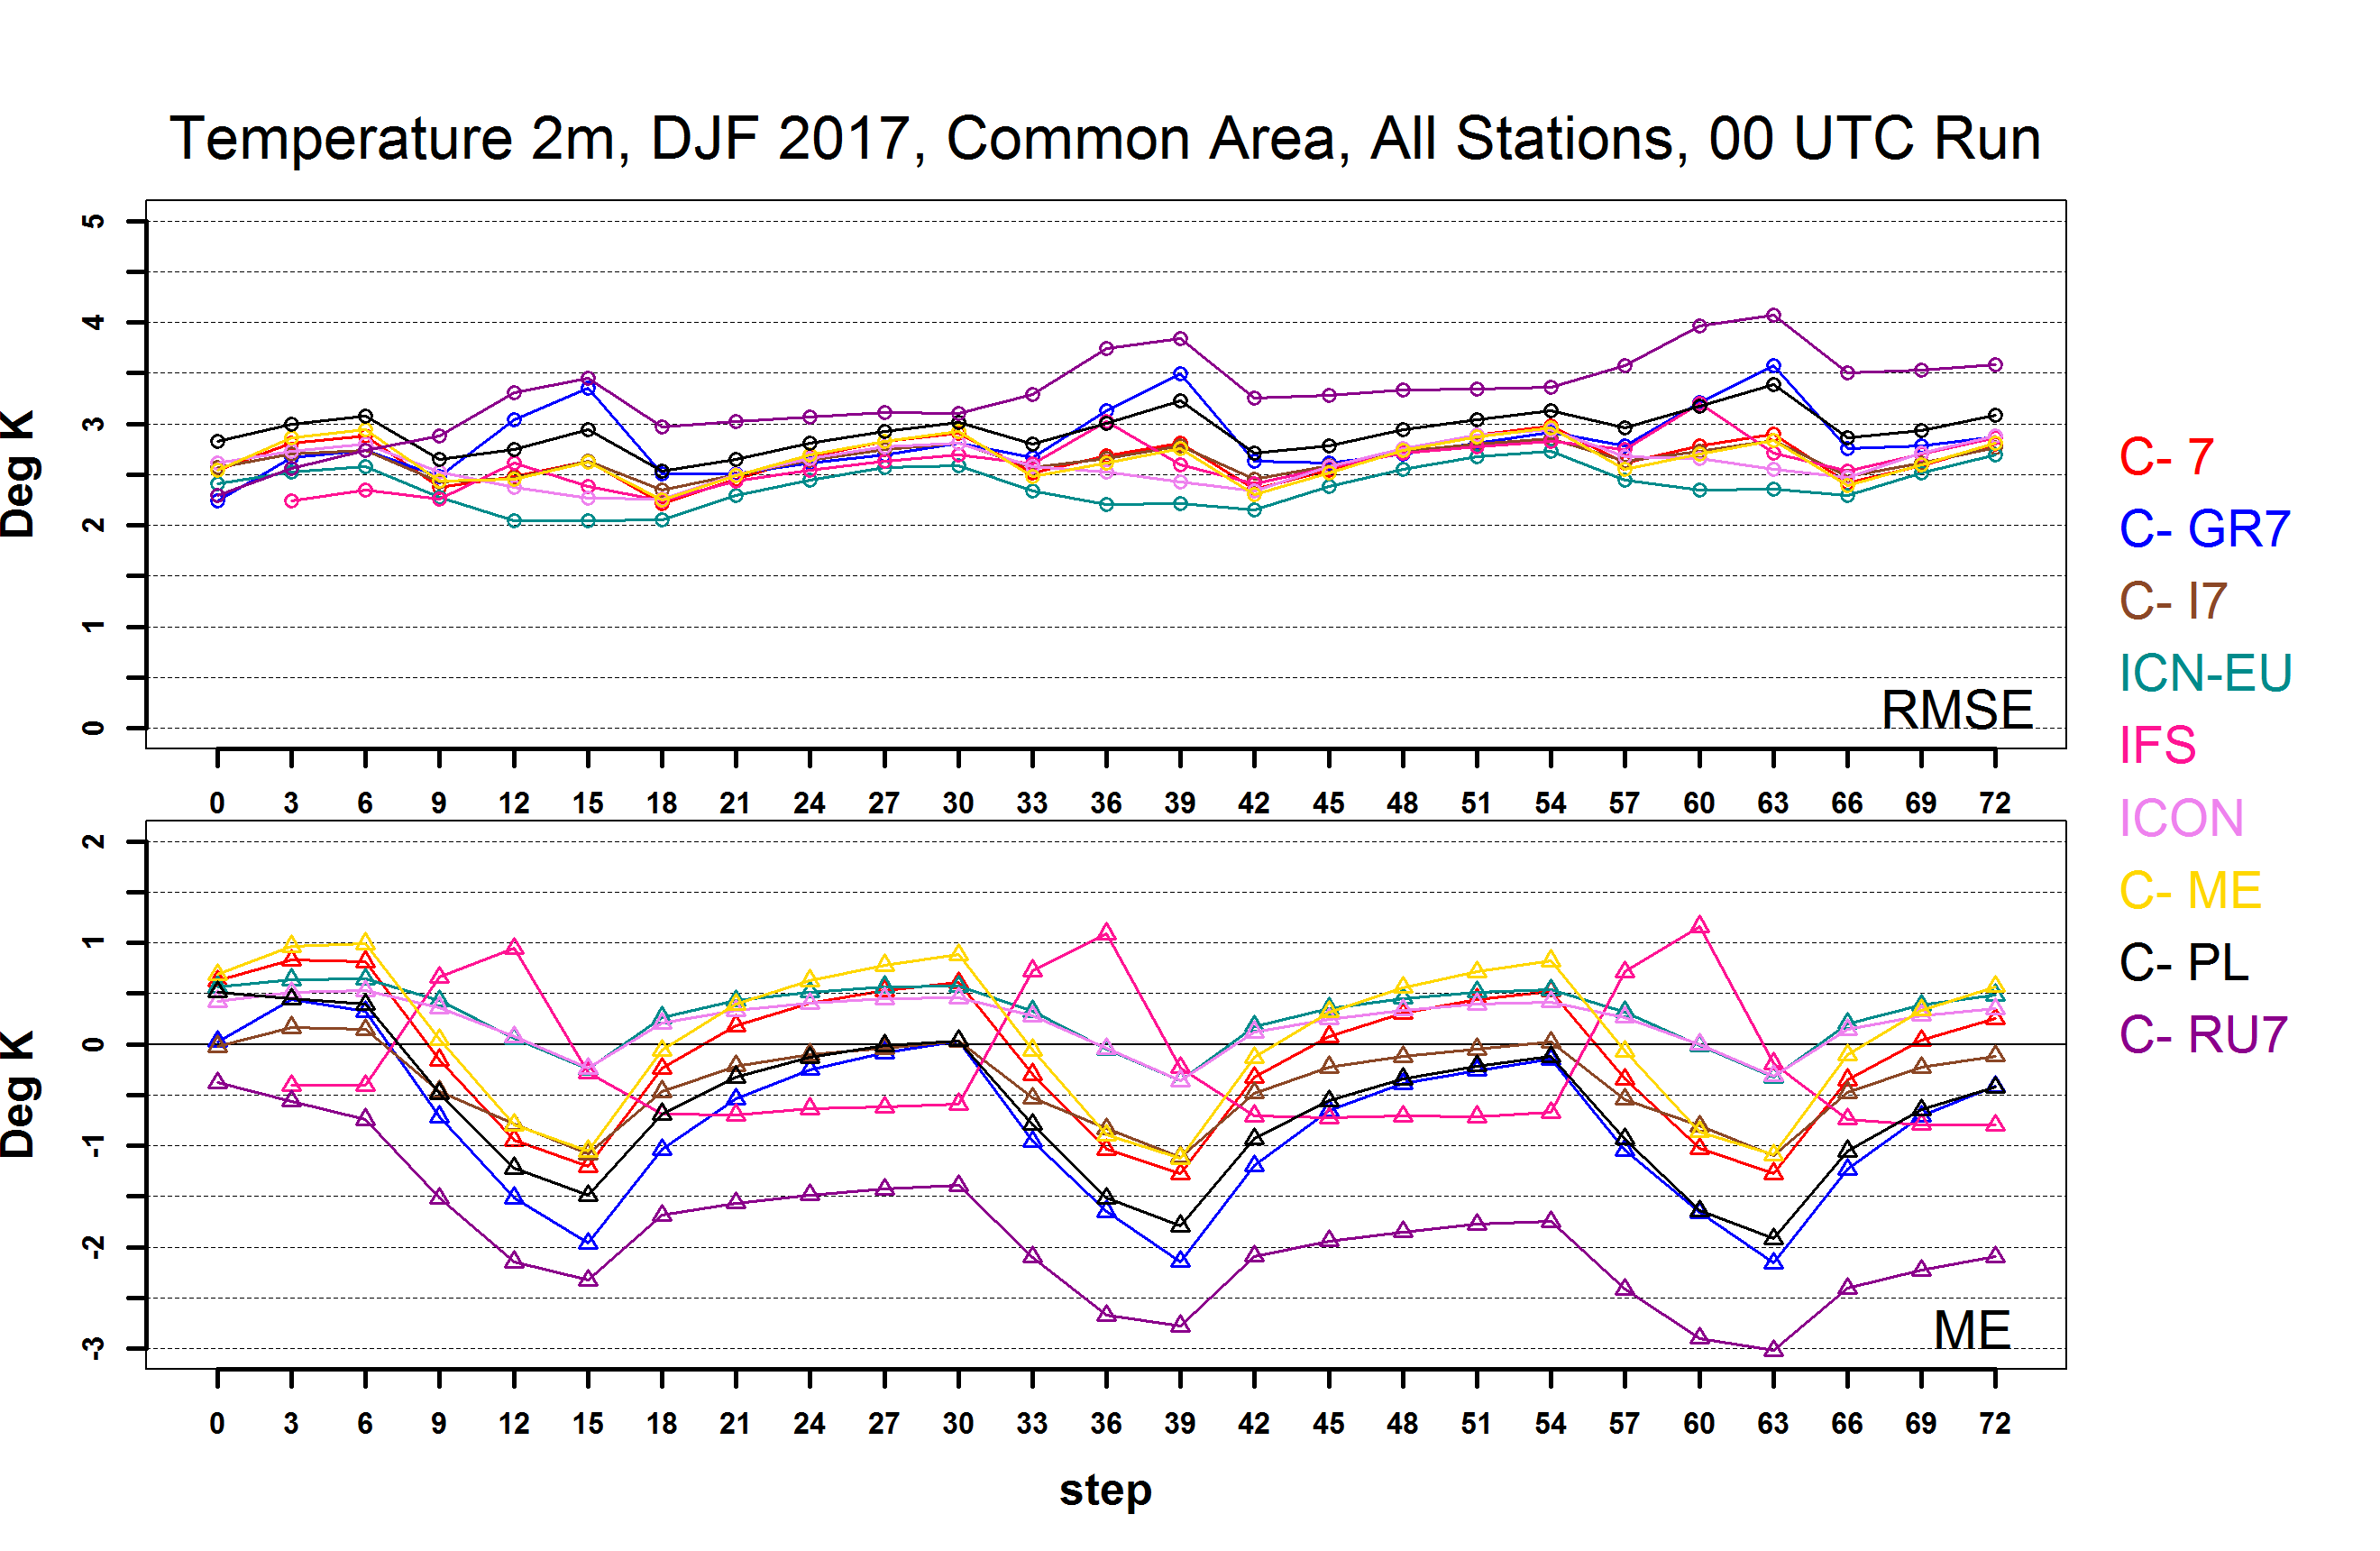 Temperature 2m, DJF 2017, Common Area, All Stations, 00 UTC Run
Deg K
5
4
3
2
1
0
RMSE
0 3 6 9 12 15 18 21 24 27 30 33 36 39 42 45 48 51 54 57 60 63 66 69 72
Deg K
2
1
0
-1
-2
-3
ME
0 3 6 9 12 15 18 21 24 27 30 33 36 39 42 45 48 51 54 57 60 63 66 69 72
step
C- 7
C- GR7
C- I7
ICN-EU
IFS
ICON
C- ME
C- PL
C- RU7